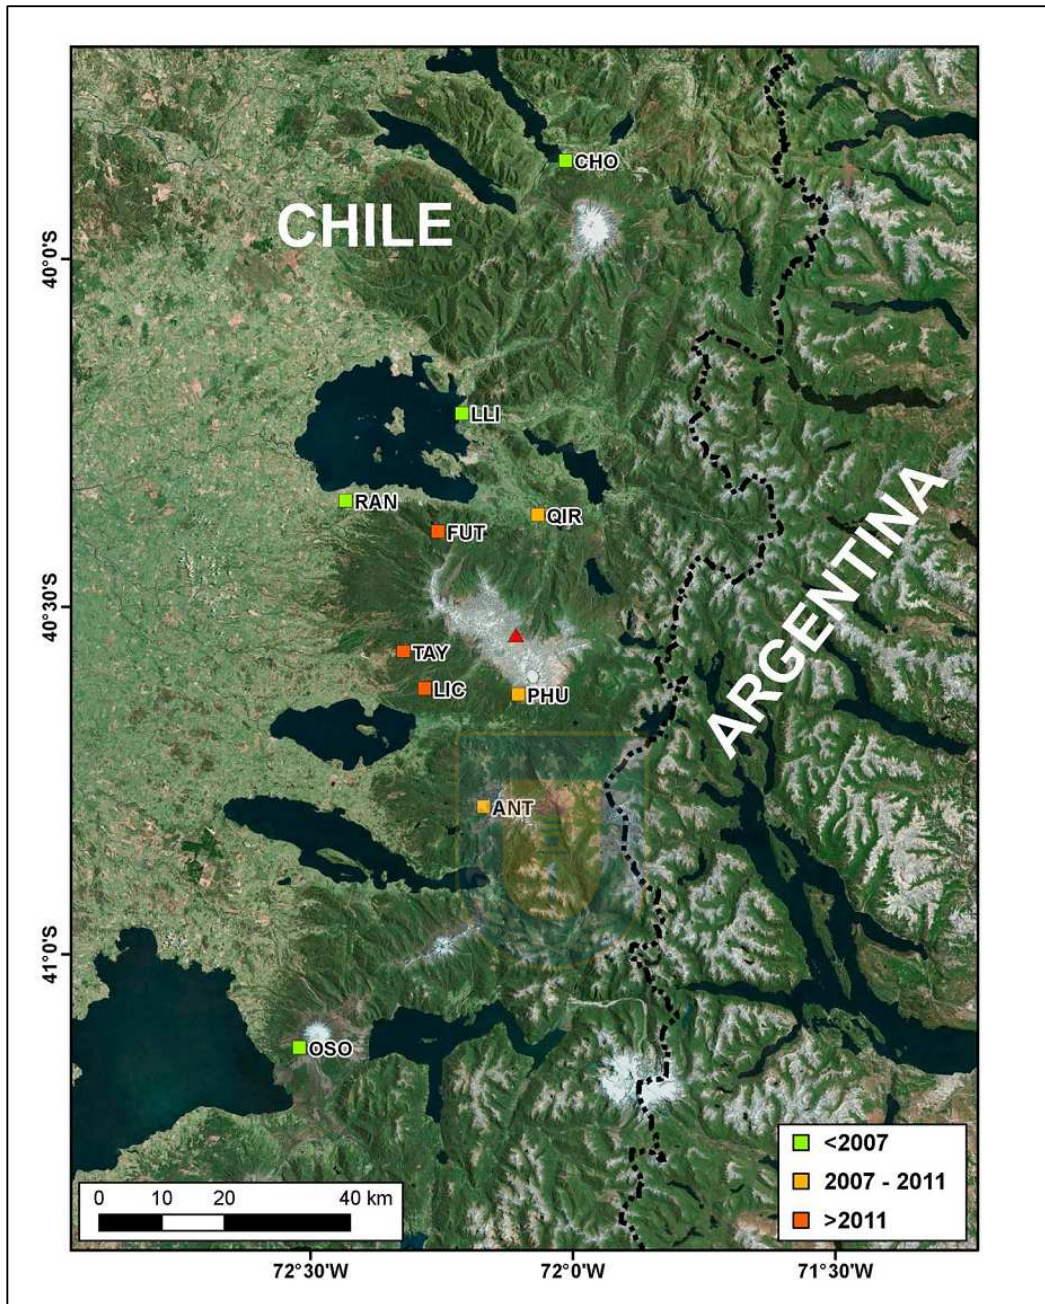 CHO
CHILE
40°0'S
LLI
RAN
QIR
FUT
ARGENTINA
40°30'S
TAY
LIC
PHU
ANT
41°0'S
OSO
<2007
2007 - 2011
>2011
0 10 20 40 km
72°30'W 72°0'W 71°30'W